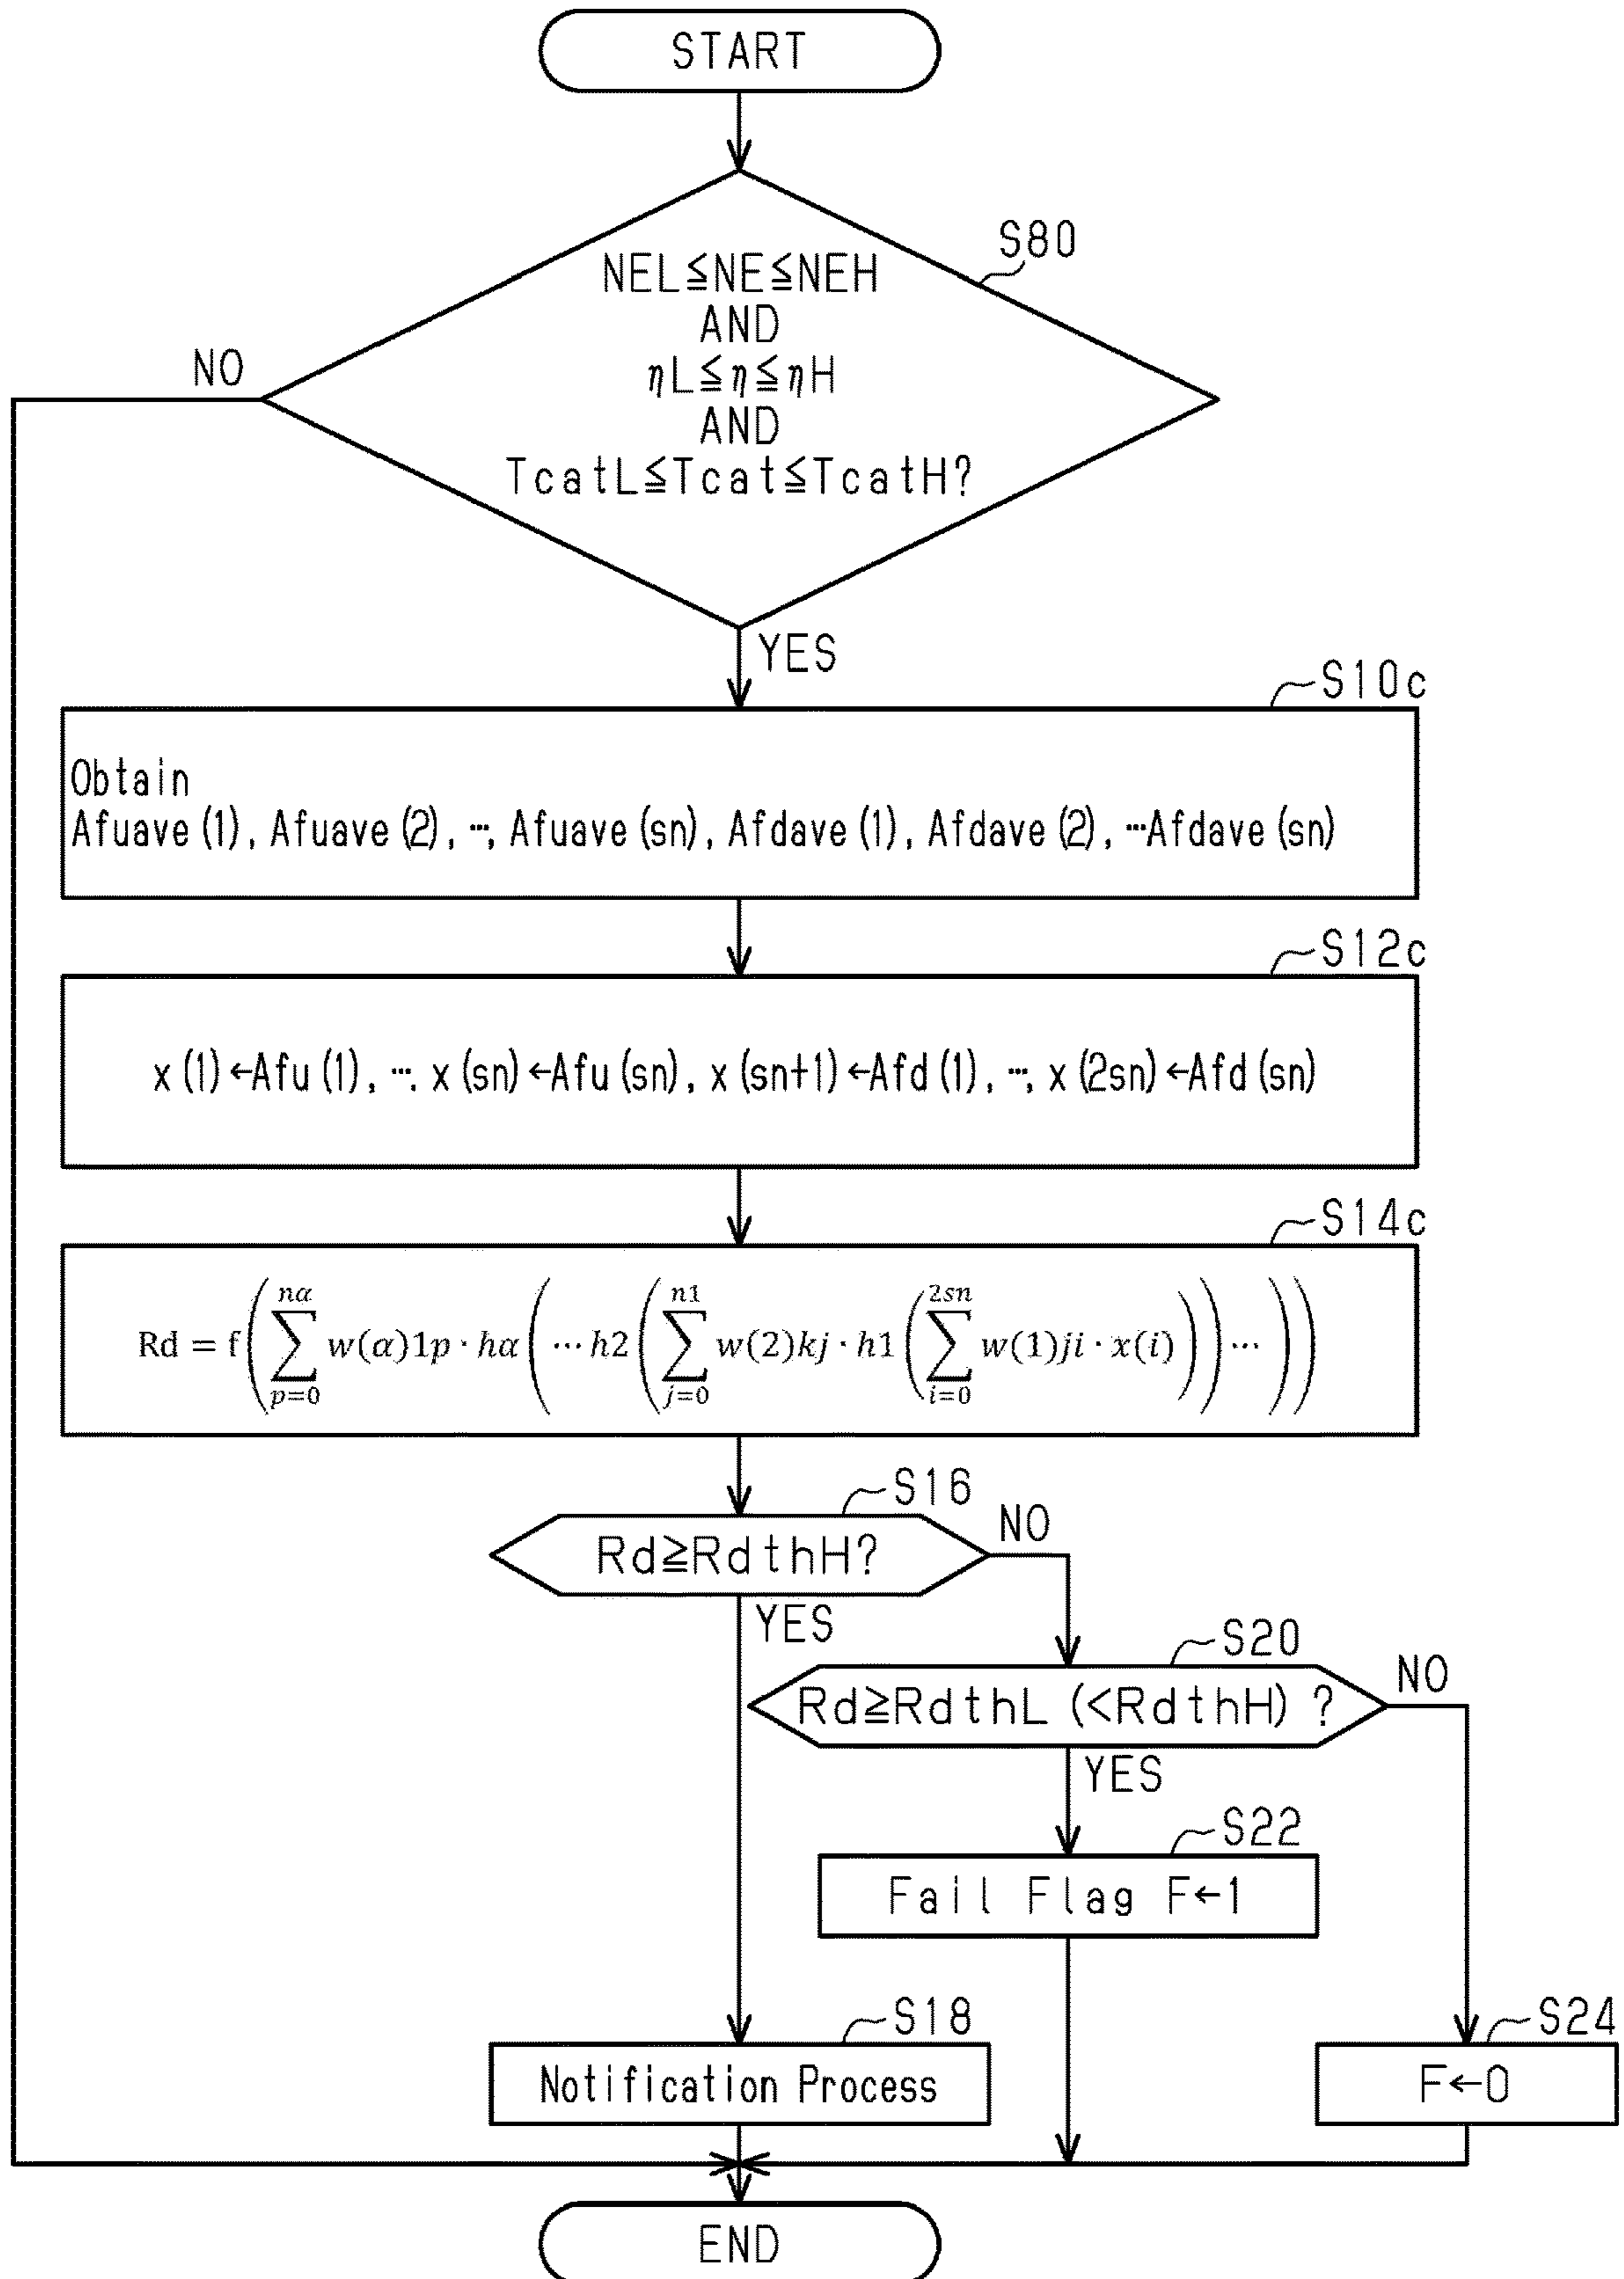 START
S80
NEL≦NE≦NEH
AND
ηL≦η≦ηH
AND
TcatL≦Tcat≦TcatH?
NO
YES
S10c
Obtain
Afuave(1), Afuave(2), ⋯, Afuave(sn), Afdave(1), Afdave(2), ⋯Afdave(sn)
S12c
x(1)←Afu(1), ⋯, x(sn)←Afu(sn), x(sn+1)←Afd(1), ⋯, x(2sn)←Afd(sn)
S14c
Rd = f(∑_{p=0}^{nα} w(α)1p · hα(⋯h2(∑_{j=0}^{n1} w(2)kj · h1(∑_{i=0}^{2sn} w(1)ji · x(i)))⋯))
S16
Rd≧RdthH?
NO
YES
S20
Rd≧RdthL (<RdthH) ?
NO
YES
S22
Fail Flag F←1
S18
Notification Process
S24
F←0
END